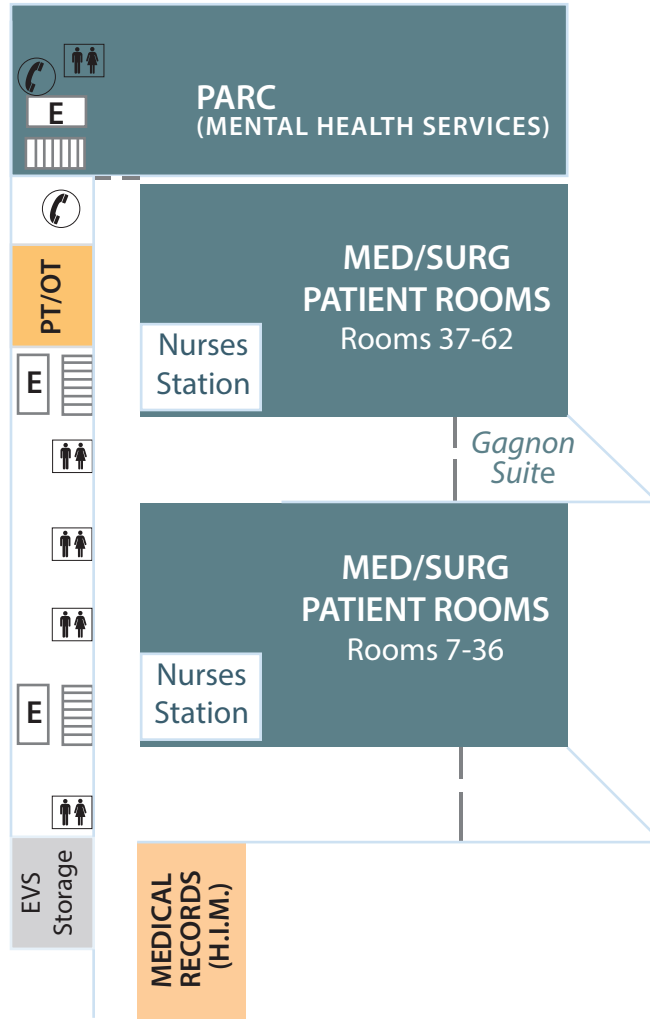 E
PARC
(MENTAL HEALTH SERVICES)
PT/OT
MED/SURG
PATIENT ROOMS
Rooms 37-62
Nurses
Station
E
Gagnon
Suite
MED/SURG
PATIENT ROOMS
Rooms 7-36
Nurses
Station
E
EVS
Storage
MEDICAL
RECORDS
(H.I.M.)